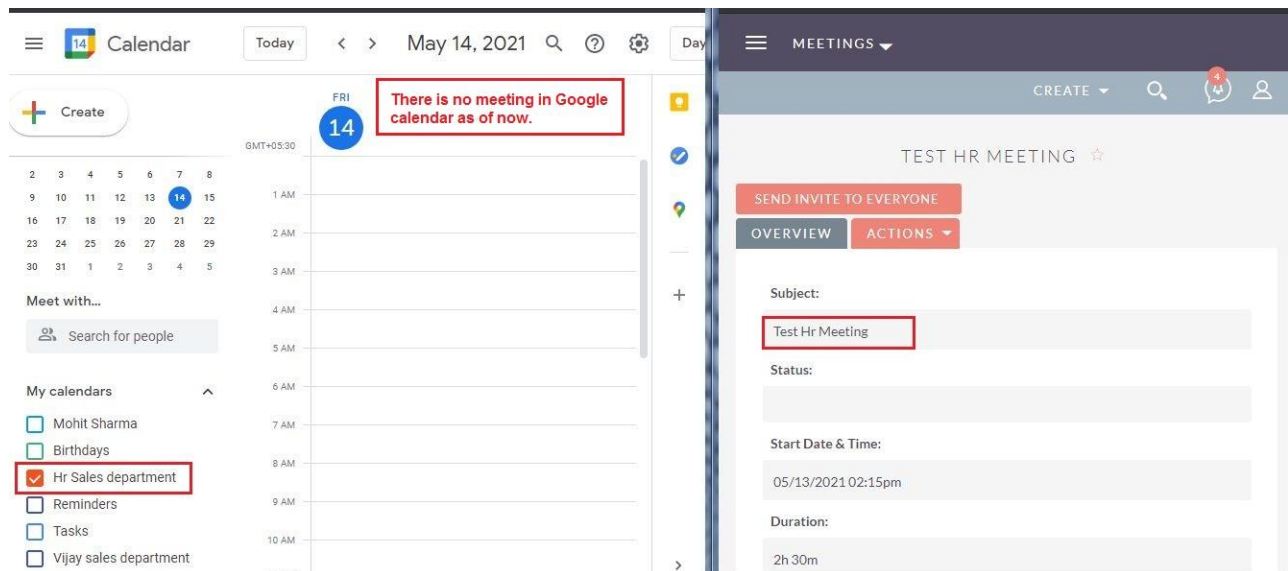 14 Calendar Today < > May 14, 2021 Day
Create
FRI
14
There is no meeting in Google
calendar as of now.
GMT+05:30
2 3 4 5 6 7 8
9 10 11 12 13 14 15
16 17 18 19 20 21 22
23 24 25 26 27 28 29
30 31 1 2 3 4 5
Meet with...
Search for people
My calendars
Mohit Sharma
Birthdays
Hr Sales department
Reminders
Tasks
Vijay sales department
1 AM
2 AM
3 AM
4 AM
5 AM
6 AM
7 AM
8 AM
9 AM
10 AM
MEETINGS
CREATE
4
TEST HR MEETING
SEND INVITE TO EVERYONE
OVERVIEW ACTIONS
Subject:
Test Hr Meeting
Status:
Start Date & Time:
05/13/2021 02:15pm
Duration:
2h 30m